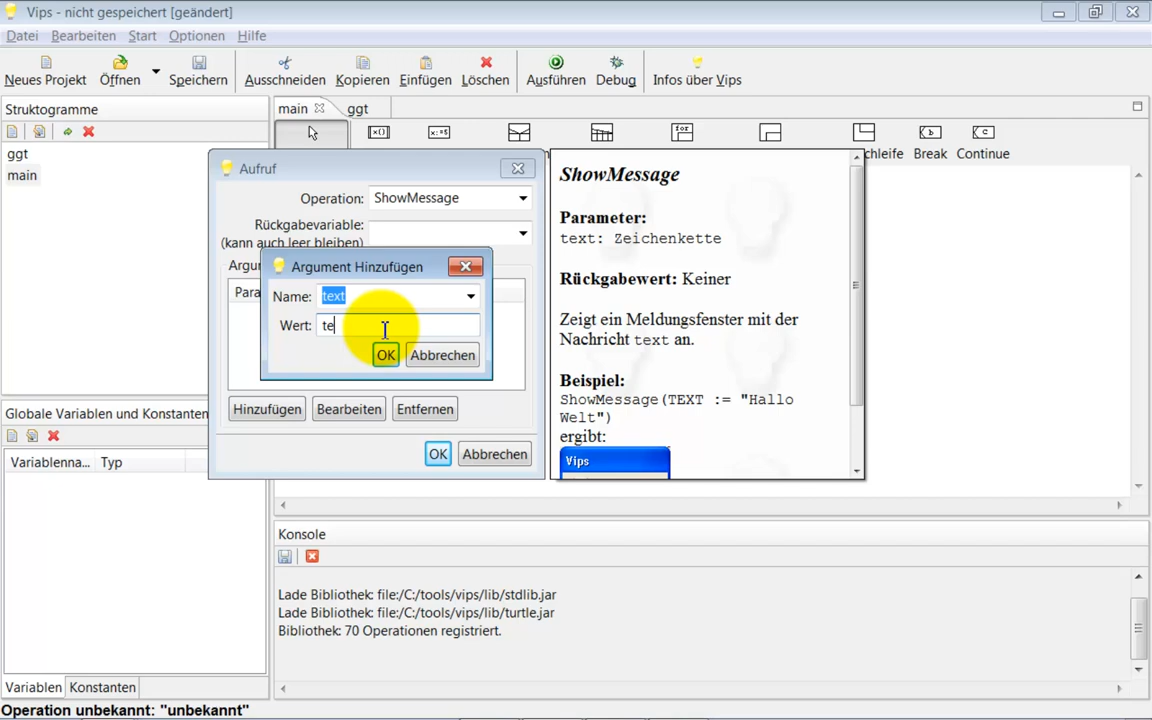 Vips - nicht gespeichert [geändert]
Datei Bearbeiten Start Optionen Hilfe
Neues Projekt Öffnen Speichern Ausschneiden Kopieren Einfügen Löschen Ausführen Debug Infos über Vips
Struktogramme
main ggt
for
b
c
chleife Break Continue
ggt
main
Aufruf
Operation: ShowMessage
Rückgabevariable:
(kann auch leer bleiben)
Argu
Para
Argument Hinzufügen
Name: text
Wert: te
OK Abbrechen
Hinzufügen Bearbeiten Entfernen
OK Abbrechen
ShowMessage
Parameter:
text: Zeichenkette
Rückgabewert: Keiner
Zeigt ein Meldungsfenster mit der
Nachricht text an.
Beispiel:
ShowMessage(TEXT := "Hallo
Welt")
ergibt:
Vips
Globale Variablen und Konstanten
Variablenna... Typ
Variablen Konstanten
Konsole
Lade Bibliothek: file:/C:/tools/vips/lib/stdlib.jar
Lade Bibliothek: file:/C:/tools/vips/lib/turtle.jar
Bibliothek: 70 Operationen registriert.
Operation unbekannt: "unbekannt"